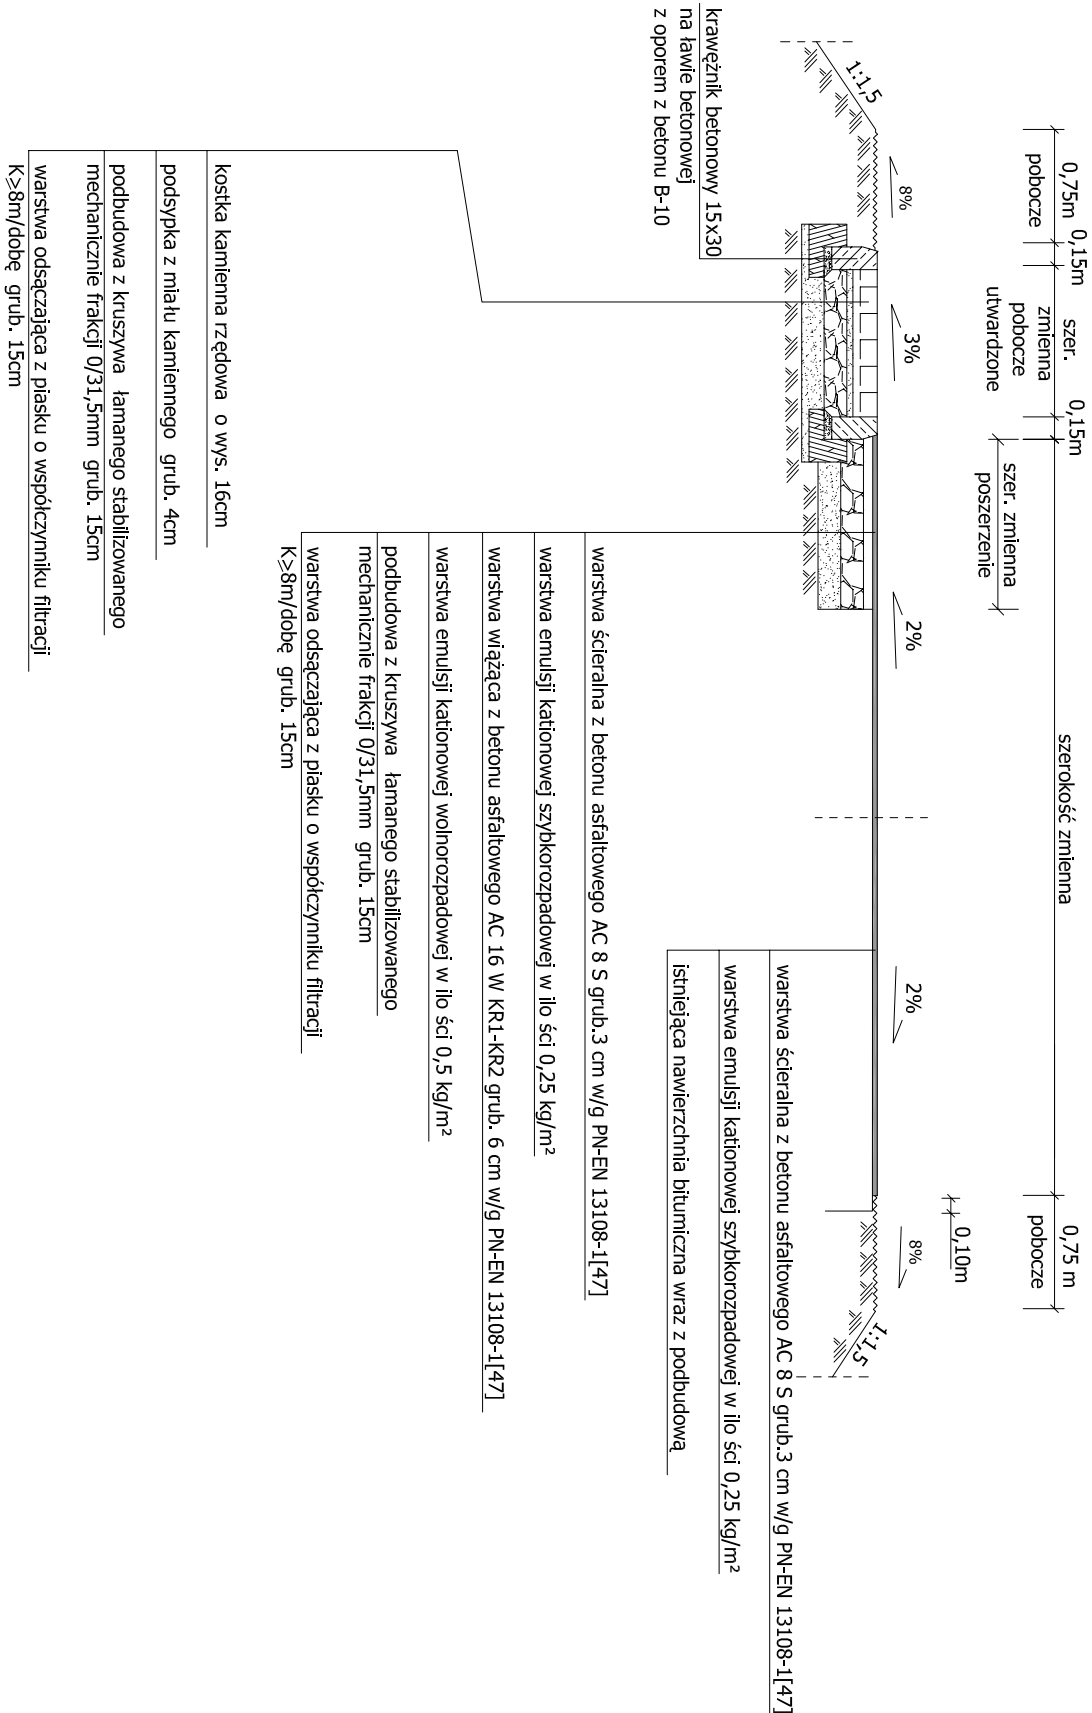 0,75m
pobocze
0,15m
szer.
zmienna
pobocze
utwardzone
0,15m
szer. zmienna
poszerzenie
szerokość zmienna
0,75 m
pobocze
0,10m
1:1,5
8%
3%
2%
2%
8%
1:1,5
krawężnik betonowy 15x30
na ławie betonowej
z oporem z betonu B-10
warstwa ścieralna z betonu asfaltowego AC 8 S grub.3 cm w/g PN-EN 13108-1[47]
warstwa emulsji kationowej szybkorozpadowej w ilo ści 0,25 kg/m²
istniejąca nawierzchnia bitumiczna wraz z podbudową
warstwa ścieralna z betonu asfaltowego AC 8 S grub.3 cm w/g PN-EN 13108-1[47]
warstwa emulsji kationowej szybkorozpadowej w ilo ści 0,25 kg/m²
warstwa wiążąca z betonu asfaltowego AC 16 W KR1-KR2 grub. 6 cm w/g PN-EN 13108-1[47]
warstwa emulsji kationowej wolnorozpadowej w ilo ści 0,5 kg/m²
podbudowa z kruszywa łamanego stabilizowanego
mechanicznie frakcji 0/31,5mm grub. 15cm
warstwa odsączająca z piasku o współczynniku filtracji
K≥8m/dobę grub. 15cm
kostka kamienna rzędowa o wys. 16cm
podsypka z miału kamiennego grub. 4cm
podbudowa z kruszywa łamanego stabilizowanego
mechanicznie frakcji 0/31,5mm grub. 15cm
warstwa odsączająca z piasku o współczynniku filtracji
K≥8m/dobę grub. 15cm